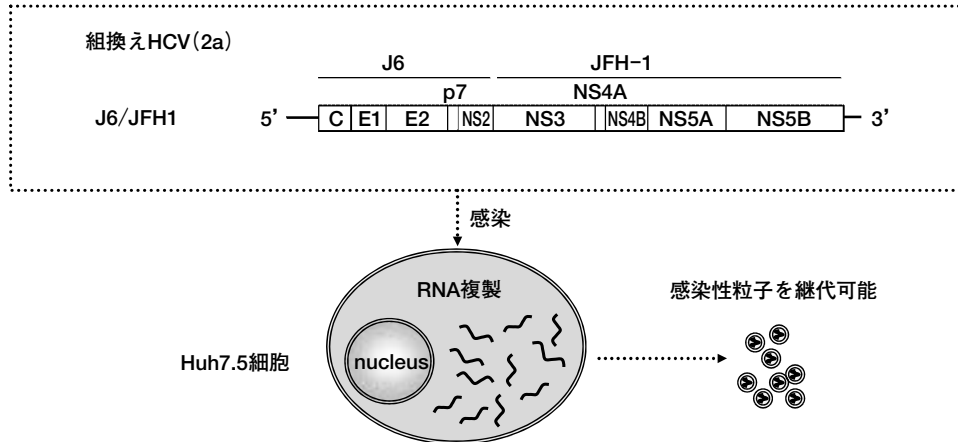 組換えHCV(2a)
J6 JFH-1
p7 NS4A
J6/JFH1 5’ C E1 E2 NS2 NS3 NS4B NS5A NS5B 3’
感染
RNA複製
感染性粒子を継代可能
Huh7.5細胞
nucleus